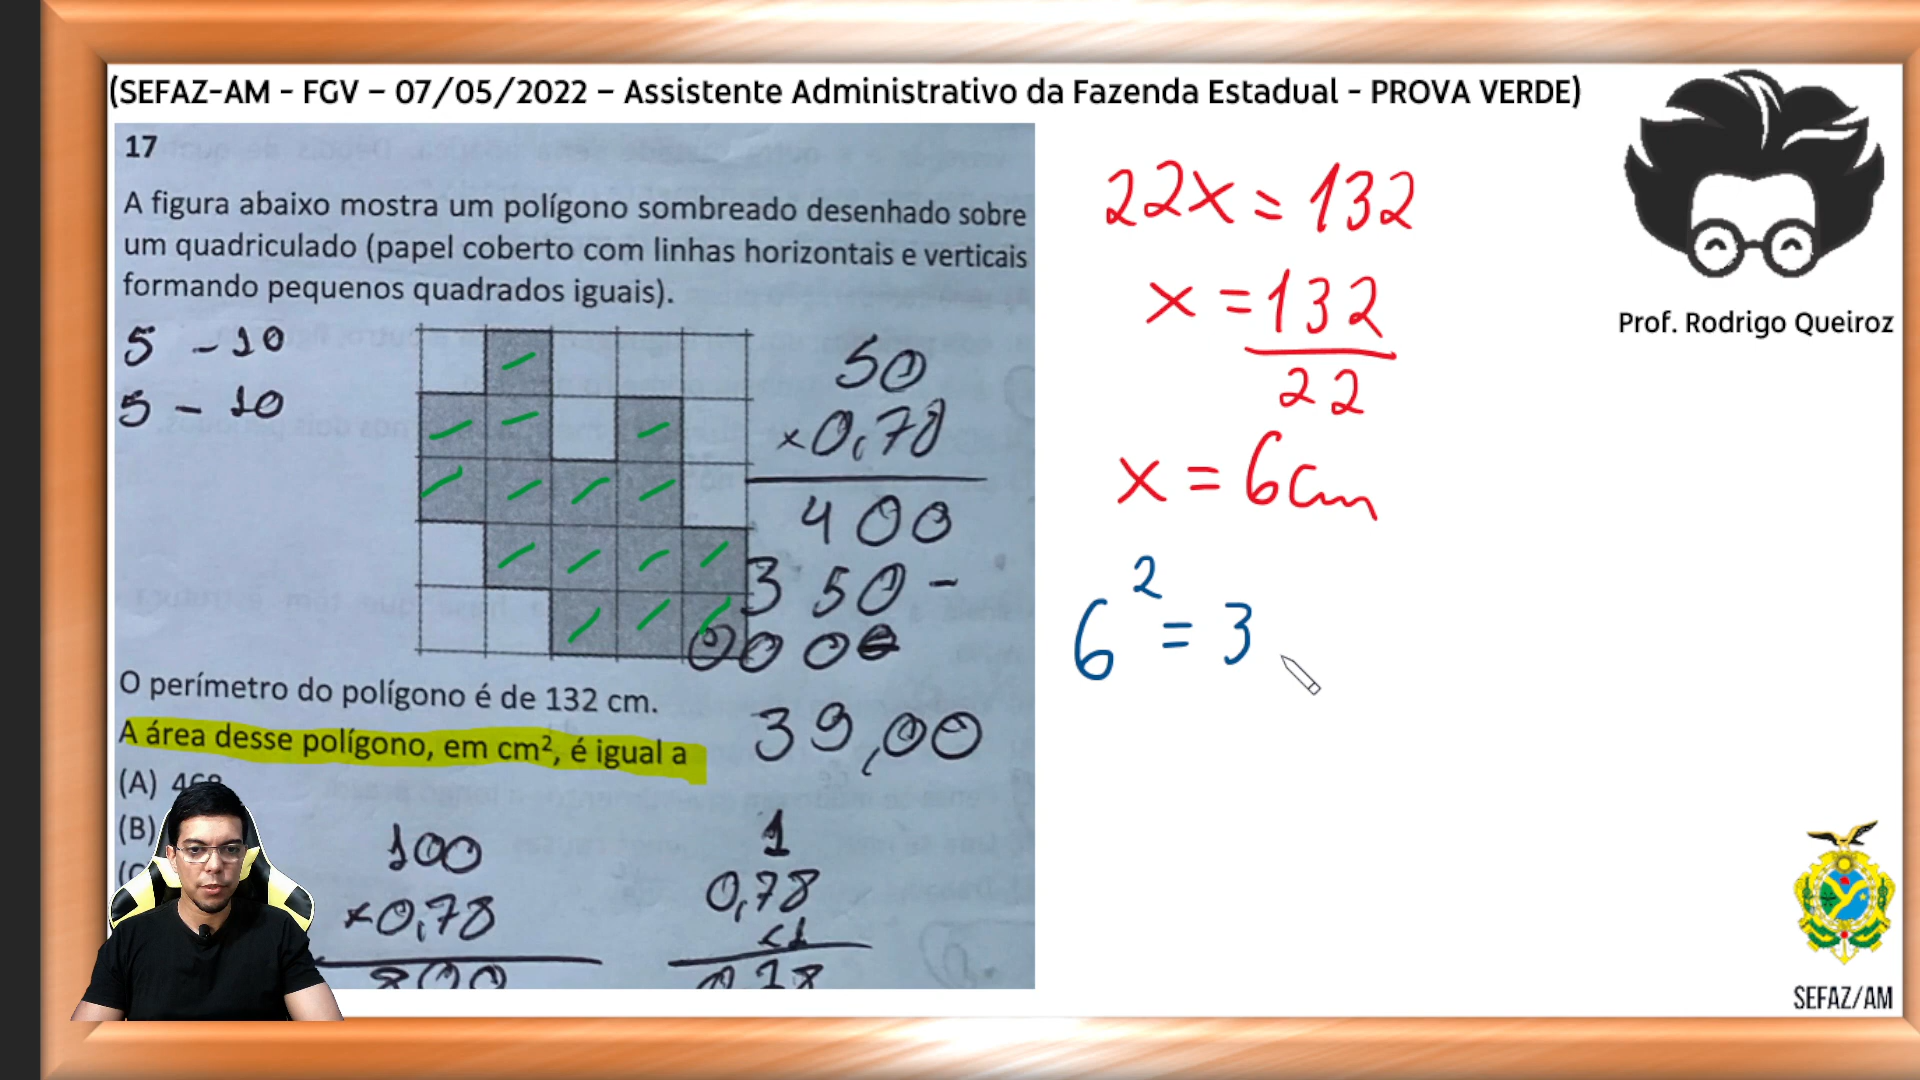 (SEFAZ-AM - FGV – 07/05/2022 – Assistente Administrativo da Fazenda Estadual - PROVA VERDE)
17
A figura abaixo mostra um polígono sombreado desenhado sobre
um quadriculado (papel coberto com linhas horizontais e verticais
formando pequenos quadrados iguais).
5 - 10
5 - 10
50
×0,78
400
350-
000
39,00
O perímetro do polígono é de 132 cm.
A área desse polígono, em cm², é igual a
(A) 468
(B)
(C
100
×0,78
800
1
0,78
22x = 132
x = 132
22
x = 6cm
6² = 3
Prof. Rodrigo Queiroz
SEFAZ/AM